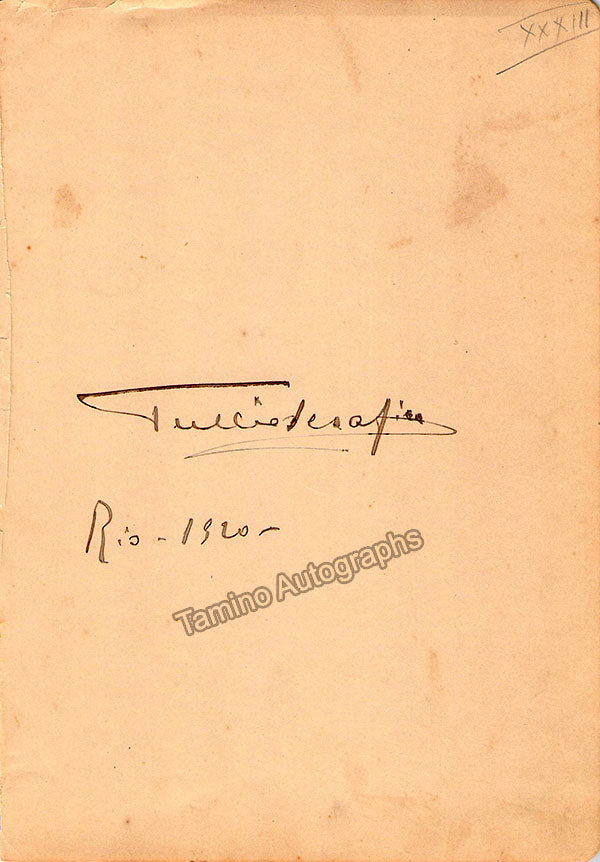 XXXIII
Tullio Serafin
Rio - 1920 -
Tamino Autographs